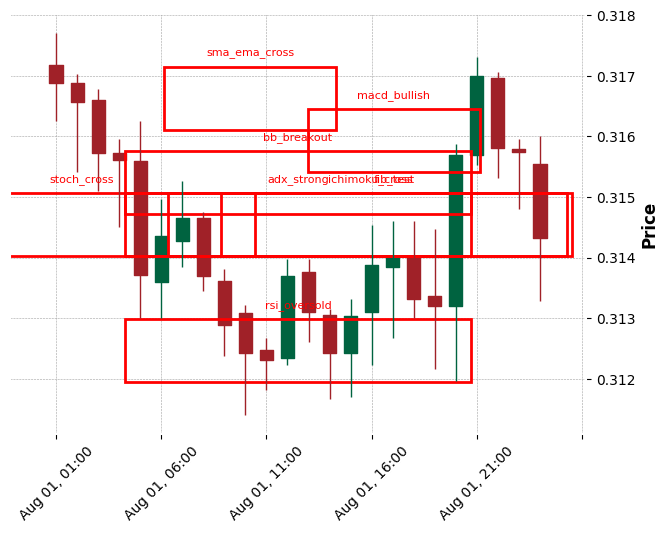 0.318
sma_ema_cross
0.317
macd_bullish
0.316
bb_breakout
stoch_cross
adx_strong
ichimoku_cross
fib_test
0.315
0.314
rsi_oversold
0.313
0.312
Price
Aug 01, 01:00
Aug 01, 06:00
Aug 01, 11:00
Aug 01, 16:00
Aug 01, 21:00